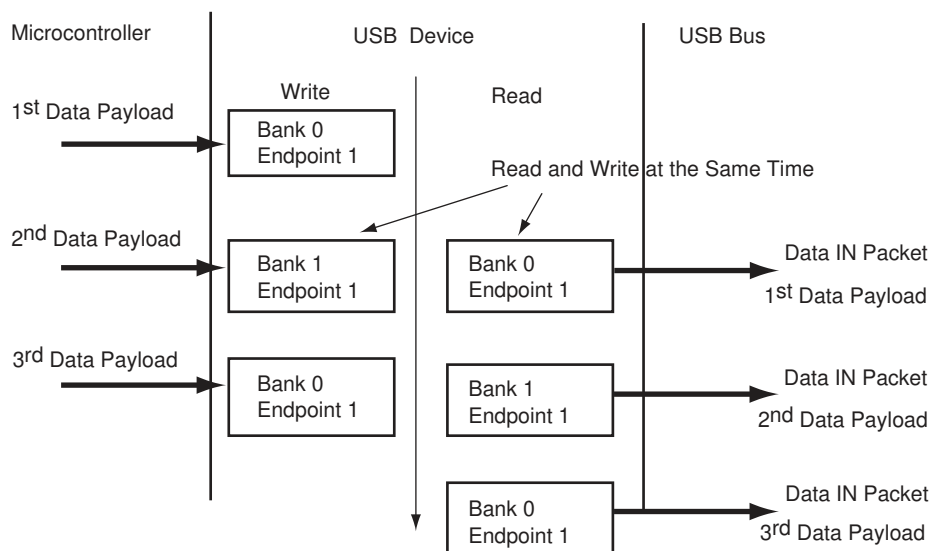 Microcontroller
USB Device
USB Bus
Write
Read
1st Data Payload
Bank 0
Endpoint 1
Read and Write at the Same Time
2nd Data Payload
Bank 1
Endpoint 1
Bank 0
Endpoint 1
Data IN Packet
1st Data Payload
3rd Data Payload
Bank 0
Endpoint 1
Bank 1
Endpoint 1
Data IN Packet
2nd Data Payload
Bank 0
Endpoint 1
Data IN Packet
3rd Data Payload